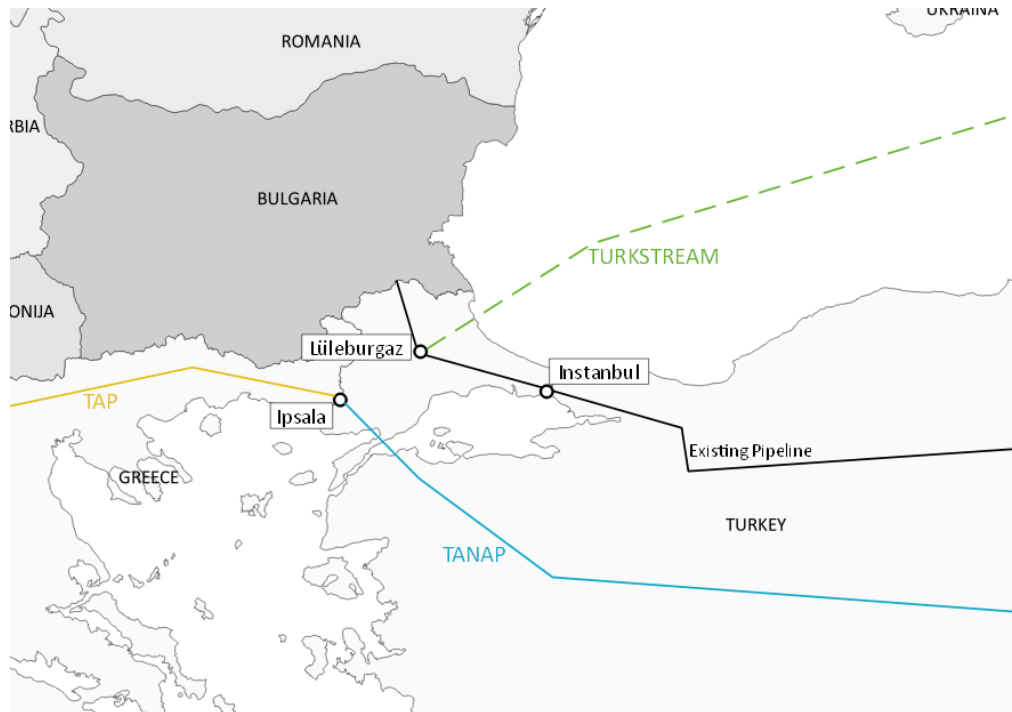 UKRAINA
ROMANIA
RBIA
BULGARIA
TURKSTREAM
ONIJA
Lüleburgaz
Instanbul
TAP
Ipsala
Existing Pipeline
GREECE
TURKEY
TANAP